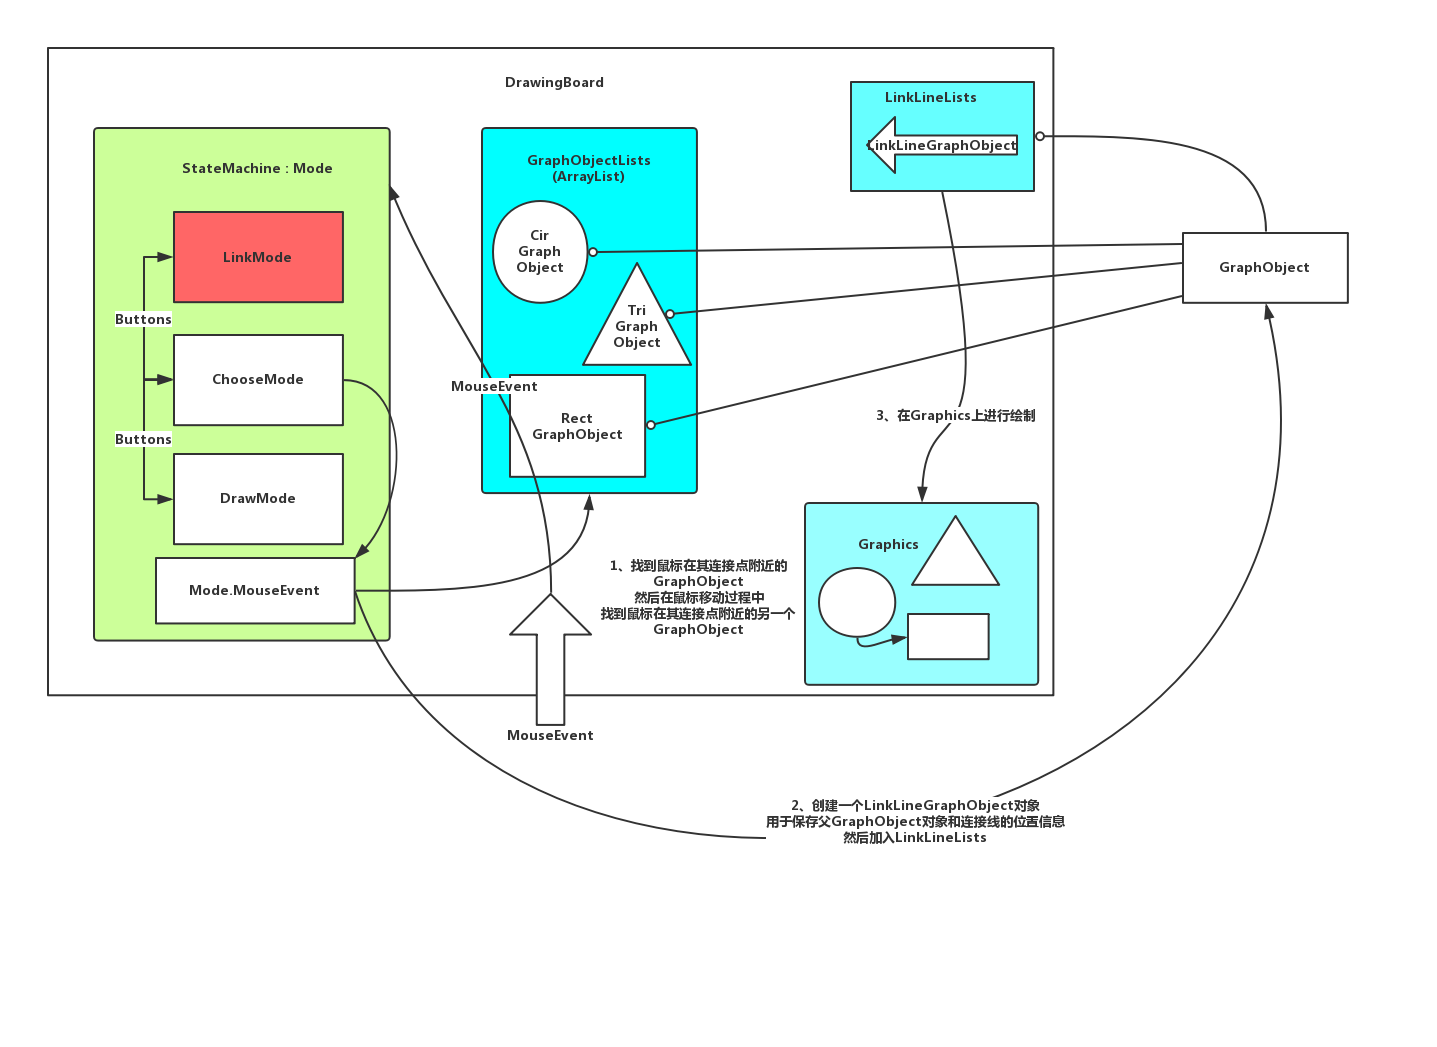 DrawingBoard
LinkLineLists
LinkLineGraphObject
StateMachine : Mode
GraphObjectLists
(ArrayList)
LinkMode
Cir
Graph
Object
GraphObject
Tri
Graph
Object
Buttons
ChooseMode
MouseEvent
Rect
GraphObject
3、在Graphics上进行绘制
Buttons
DrawMode
Graphics
Mode.MouseEvent
1、找到鼠标在其连接点附近的
GraphObject
然后在鼠标移动过程中
找到鼠标在其连接点附近的另一个
GraphObject
MouseEvent
2、创建一个LinkLineGraphObject对象
用于保存父GraphObject对象和连接线的位置信息
然后加入LinkLineLists